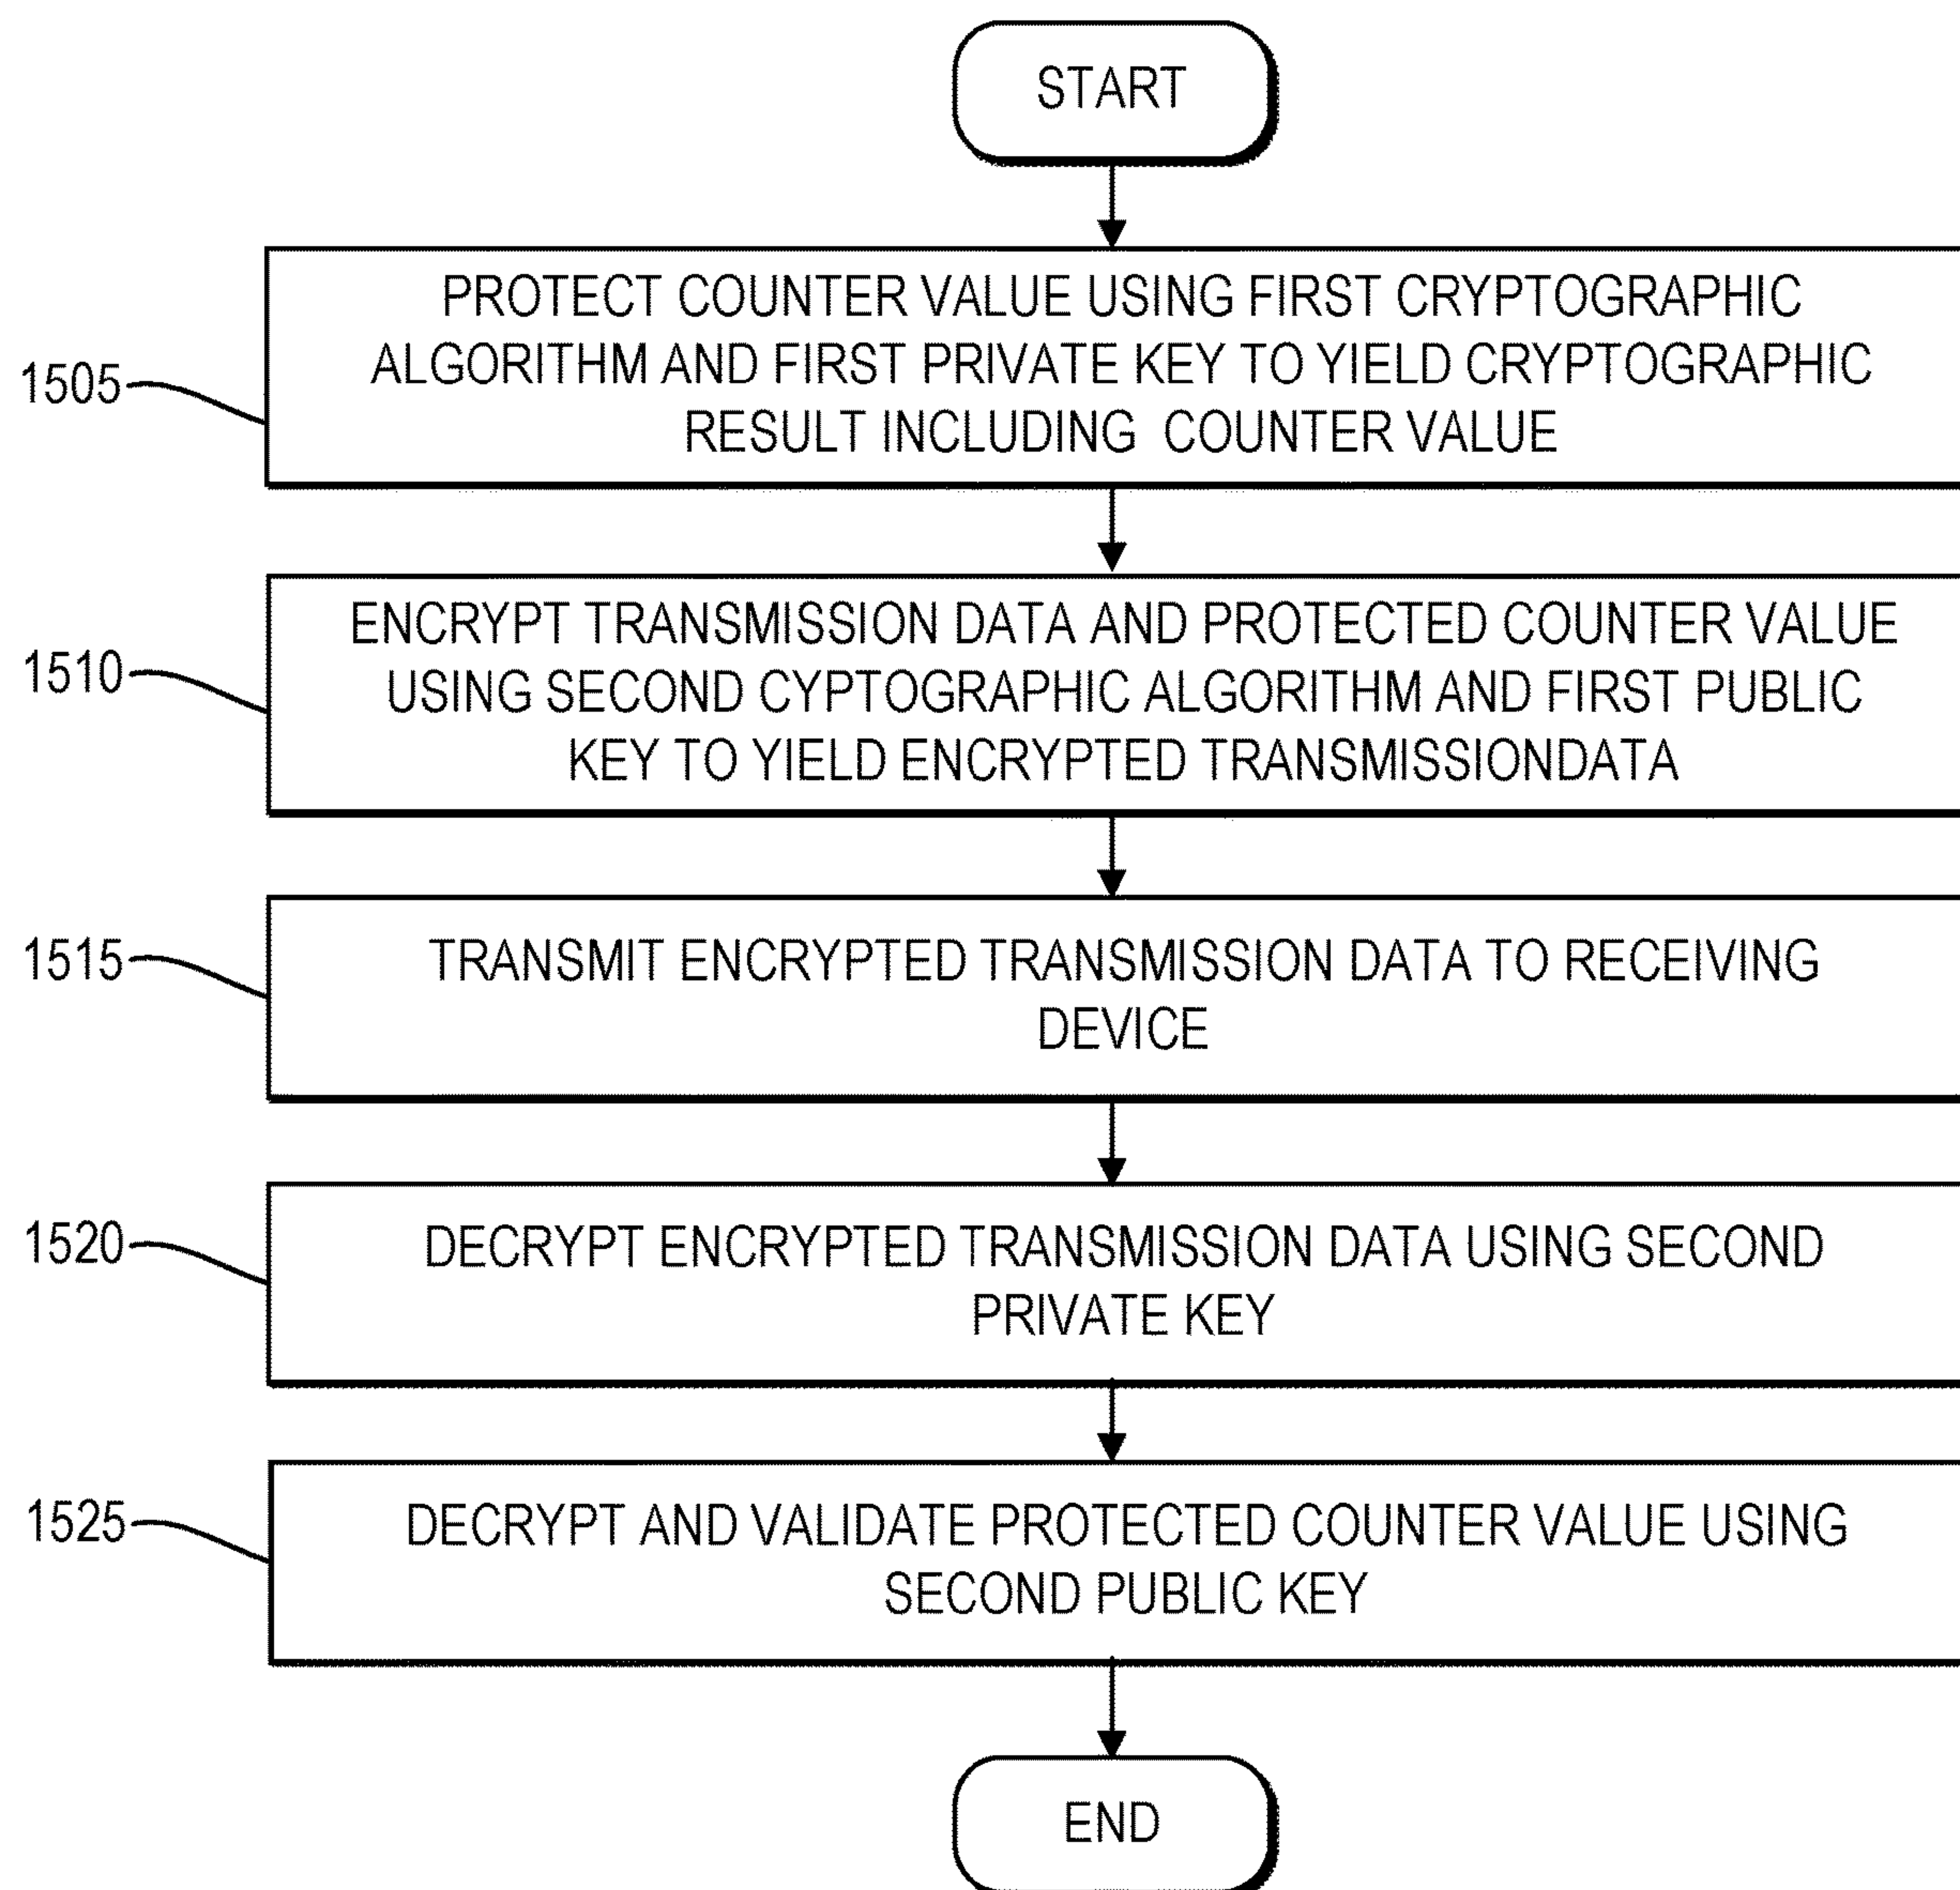 START
PROTECT COUNTER VALUE USING FIRST CRYPTOGRAPHIC
ALGORITHM AND FIRST PRIVATE KEY TO YIELD CRYPTOGRAPHIC
RESULT INCLUDING COUNTER VALUE
1505
ENCRYPT TRANSMISSION DATA AND PROTECTED COUNTER VALUE
USING SECOND CYPTOGRAPHIC ALGORITHM AND FIRST PUBLIC
KEY TO YIELD ENCRYPTED TRANSMISSIONDATA
1510
TRANSMIT ENCRYPTED TRANSMISSION DATA TO RECEIVING
DEVICE
1515
DECRYPT ENCRYPTED TRANSMISSION DATA USING SECOND
PRIVATE KEY
1520
DECRYPT AND VALIDATE PROTECTED COUNTER VALUE USING
SECOND PUBLIC KEY
1525
END